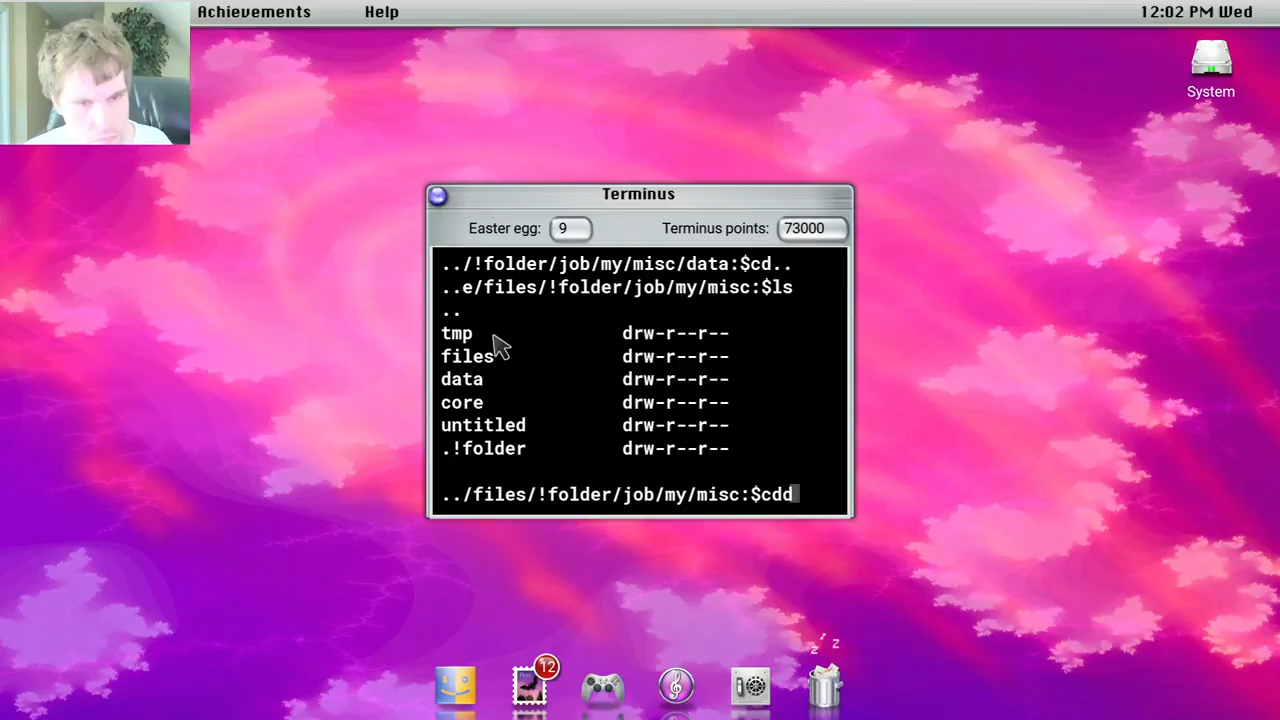 Achievements Help 12:02 PM Wed
System
Terminus
Easter egg: 9 Terminus points: 73000
../!folder/job/my/misc/data:$cd..
..e/files/!folder/job/my/misc:$ls
..
tmp drw-r--r--
files drw-r--r--
data drw-r--r--
core drw-r--r--
untitled drw-r--r--
.!folder drw-r--r--
../files/!folder/job/my/misc:$cdd
z z
12